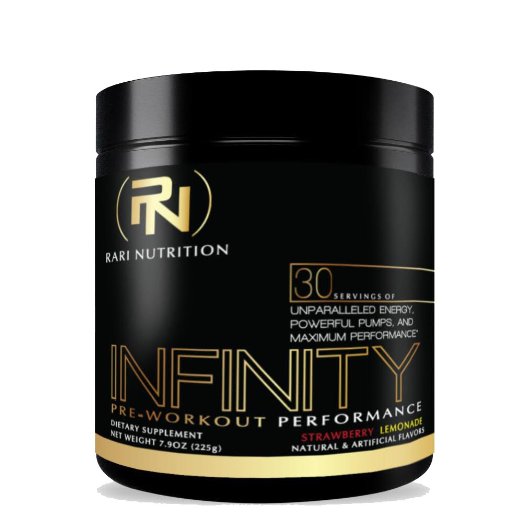 RN
RARI NUTRITION
30 SERVINGS OF
UNPARALLELED ENERGY,
POWERFUL PUMPS, AND
MAXIMUM PERFORMANCE*
INFINITY
PRE-WORKOUT PERFORMANCE
DIETARY SUPPLEMENT
NET WEIGHT 7.9OZ (225g)
STRAWBERRY LEMONADE
NATURAL & ARTIFICIAL FLAVORS